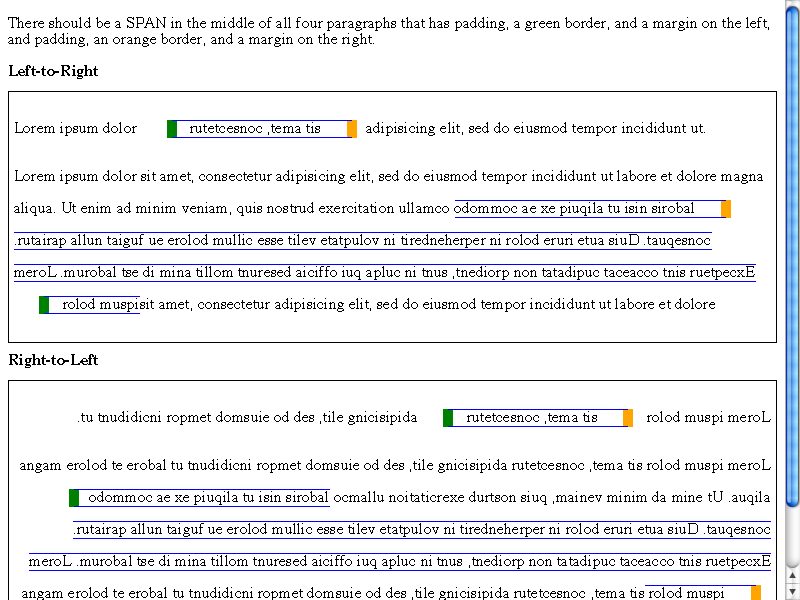 There should be a SPAN in the middle of all four paragraphs that has padding, a green border, and a margin on the left,
and padding, an orange border, and a margin on the right.
Left-to-Right
Lorem ipsum dolor rutetcesnoc ,tema tis adipisicing elit, sed do eiusmod tempor incididunt ut.
Lorem ipsum dolor sit amet, consectetur adipisicing elit, sed do eiusmod tempor incididunt ut labore et dolore magna
aliqua. Ut enim ad minim veniam, quis nostrud exercitation ullamco odommoc ae xe piuqila tu isin sirobal
.rutairap allun taiguf ue erolod mullic esse tilev etatpulov ni tiredneherper ni rolod eruri etua siuD .tauqesnoc
meroL .murobal tse di mina tillom tnuresed aiciffo iuq apluc ni tnus ,tnediorp non tatadipuc taceacco tnis ruetpecxE
rolod muspisit amet, consectetur adipisicing elit, sed do eiusmod tempor incididunt ut labore et dolore
Right-to-Left
.tu tnudidicni ropmet domsuie od des ,tile gnicisipida rutetcesnoc ,tema tis rolod muspi meroL
angam erolod te erobal tu tnudidicni ropmet domsuie od des ,tile gnicisipida rutetcesnoc ,tema tis rolod muspi meroL
odommoc ae xe piuqila tu isin sirobal ocmallu noitaticrexe durtson siuq ,mainev minim da mine tU .auqila
.rutairap allun taiguf ue erolod mullic esse tilev etatpulov ni tiredneherper ni rolod eruri etua siuD .tauqesnoc
meroL .murobal tse di mina tillom tnuresed aiciffo iuq apluc ni tnus ,tnediorp non tatadipuc taceacco tnis ruetpecxE
angam erolod te erobal tu tnudidicni ropmet domsuie od des ,tile gnicisipida rutetcesnoc ,tema tis rolod muspi